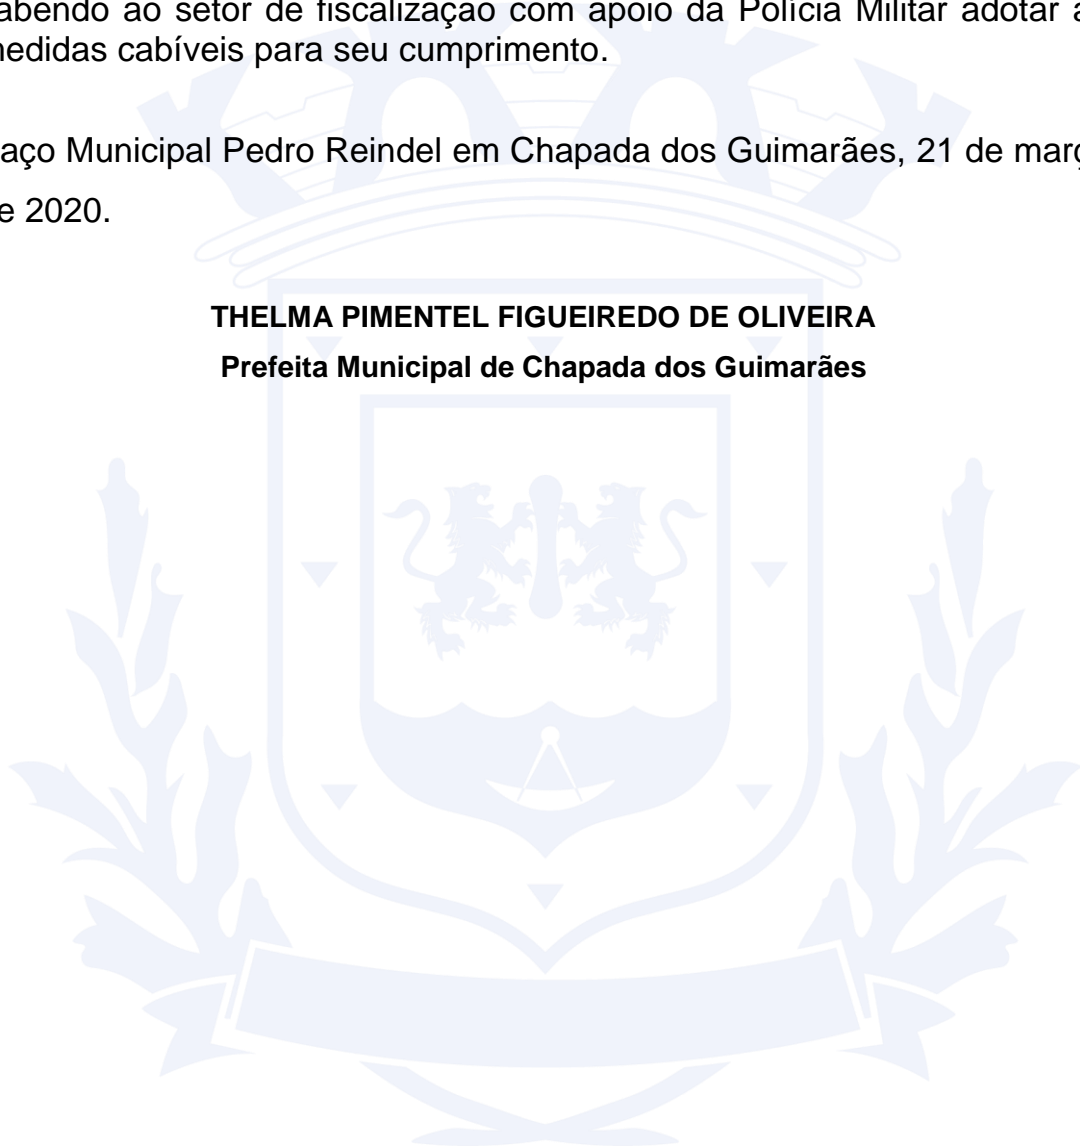 abendo ao setor de fiscalização com apoio da Polícia Militar adotar a
medidas cabíveis para seu cumprimento.
aço Municipal Pedro Reindel em Chapada dos Guimarães, 21 de març
e 2020.
THELMA PIMENTEL FIGUEIREDO DE OLIVEIRA
Prefeita Municipal de Chapada dos Guimarães